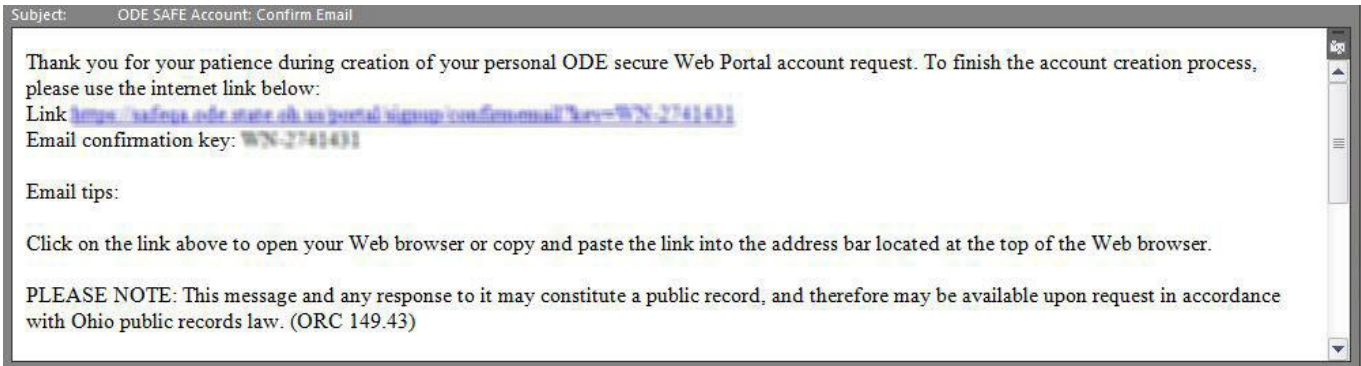 Subject: ODE SAFE Account: Confirm Email
Thank you for your patience during creation of your personal ODE secure Web Portal account request. To finish the account creation process,
please use the internet link below:
Link
Email confirmation key:
Email tips:
Click on the link above to open your Web browser or copy and paste the link into the address bar located at the top of the Web browser.
PLEASE NOTE: This message and any response to it may constitute a public record, and therefore may be available upon request in accordance
with Ohio public records law. (ORC 149.43)